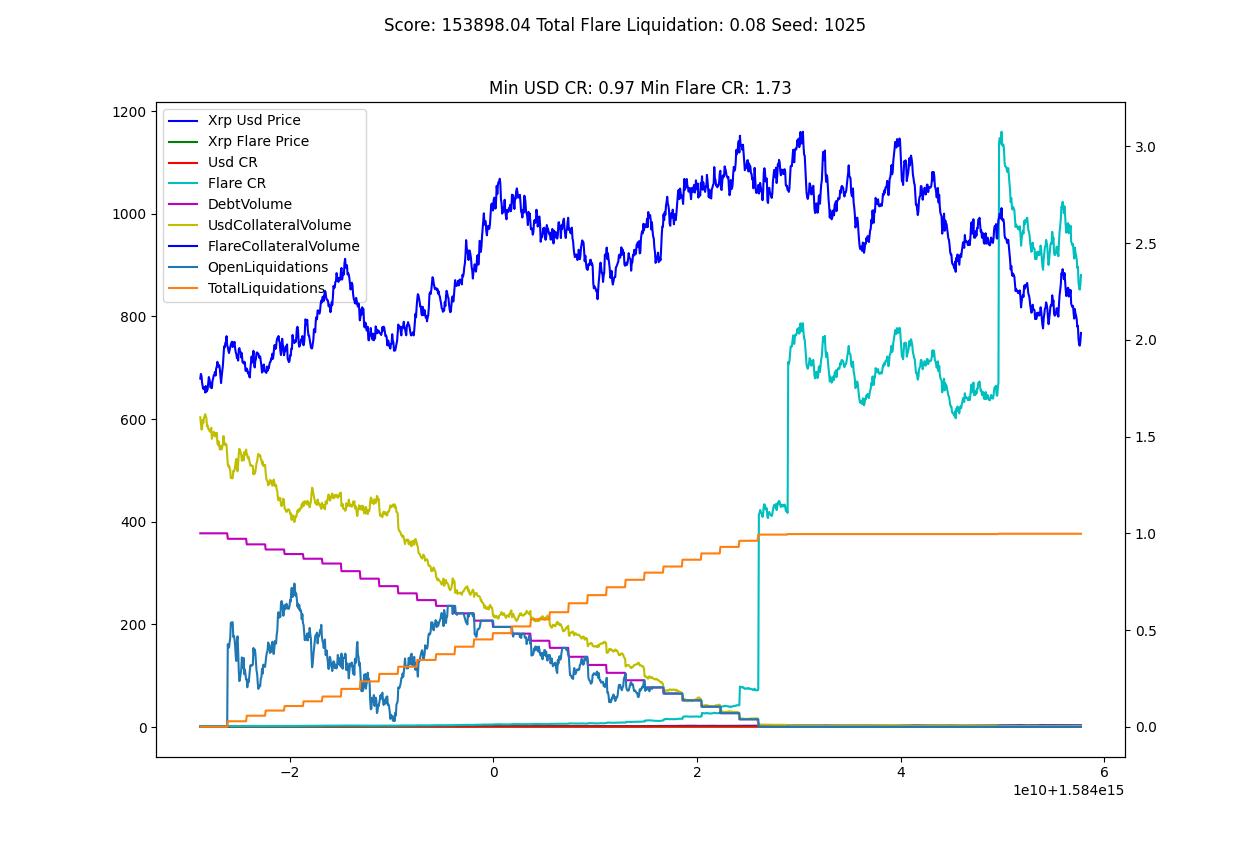 Score: 153898.04 Total Flare Liquidation: 0.08 Seed: 1025
Min USD CR: 0.97 Min Flare CR: 1.73
Xrp Usd Price
Xrp Flare Price
Usd CR
Flare CR
DebtVolume
UsdCollateralVolume
FlareCollateralVolume
OpenLiquidations
TotalLiquidations
1200
1000
800
600
400
200
0
3.0
2.5
2.0
1.5
1.0
0.5
0.0
−2 0 2 4 6
1e10+1.584e15